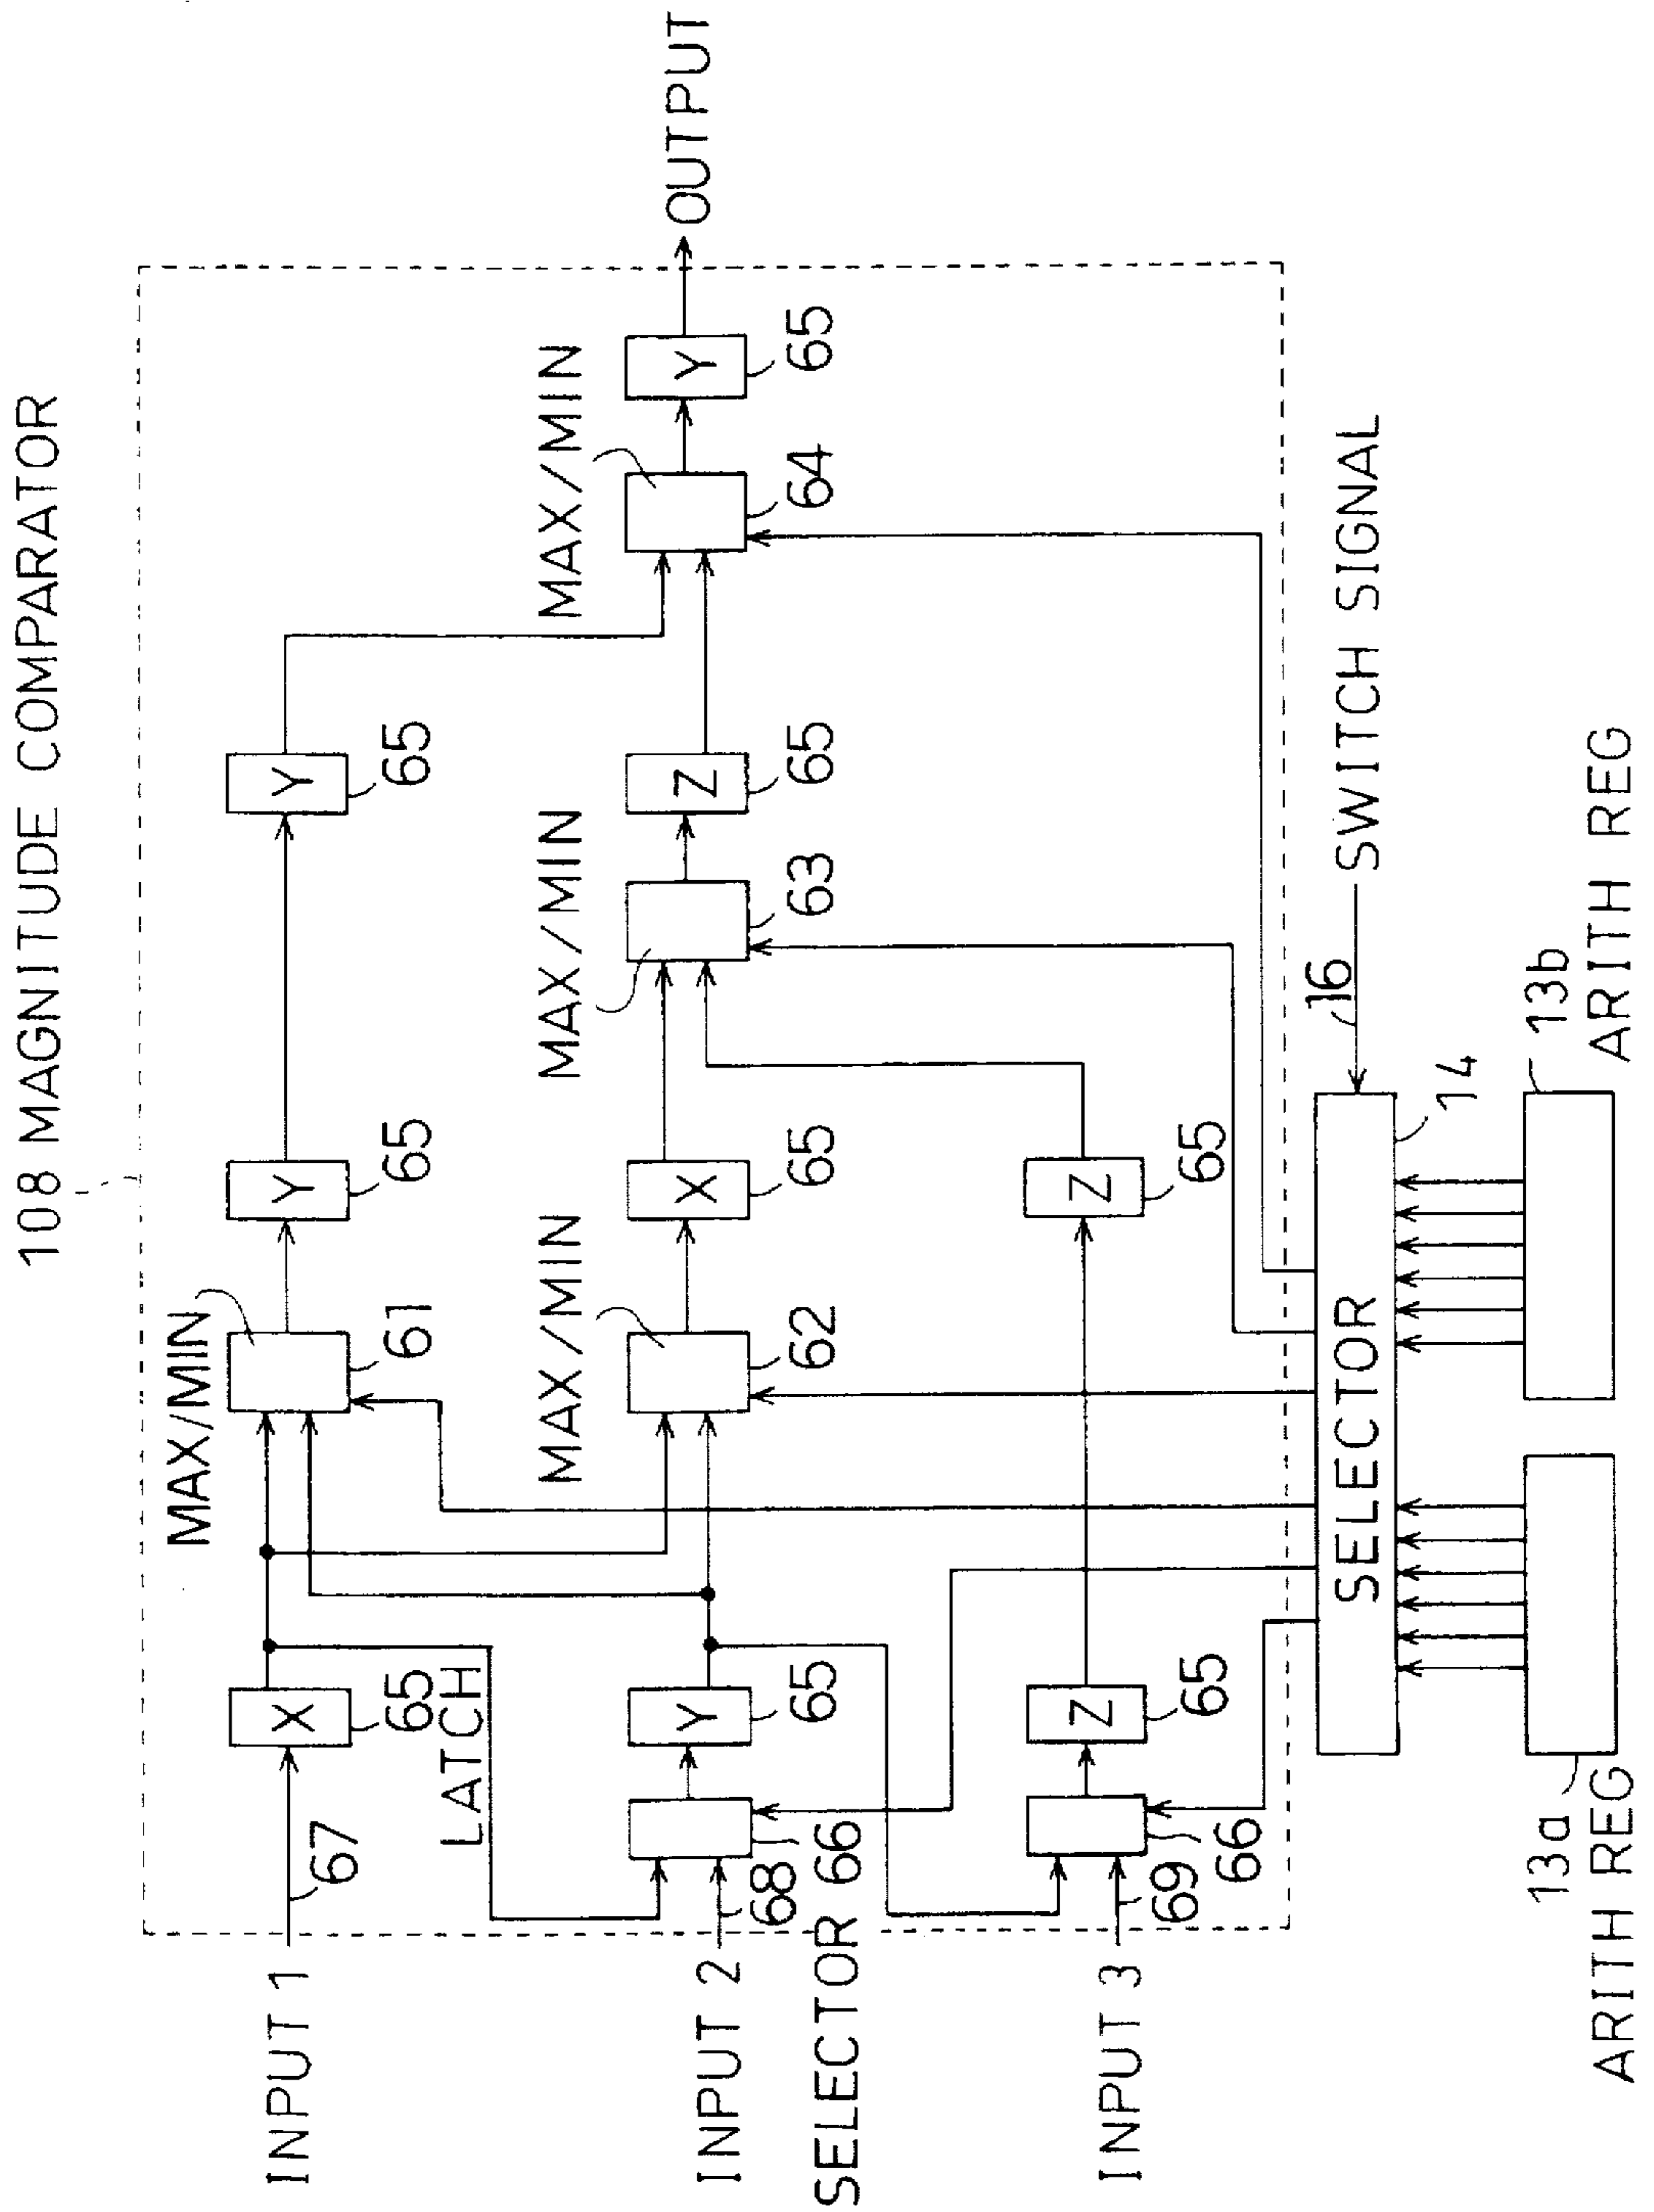 108 MAGNITUDE COMPARATOR
INPUT 1
67
X
65
LATCH
MAX/MIN
61
Y
65
Y
65
INPUT 2
68
SELECTOR 66
Y
65
MAX/MIN
62
X
65
MAX/MIN
63
Z
65
MAX/MIN
64
Y
65
OUTPUT
INPUT 3
69
66
Z
65
Z
65
SELECTOR
14
16
SWITCH SIGNAL
13a
ARITH REG
13b
ARITH REG